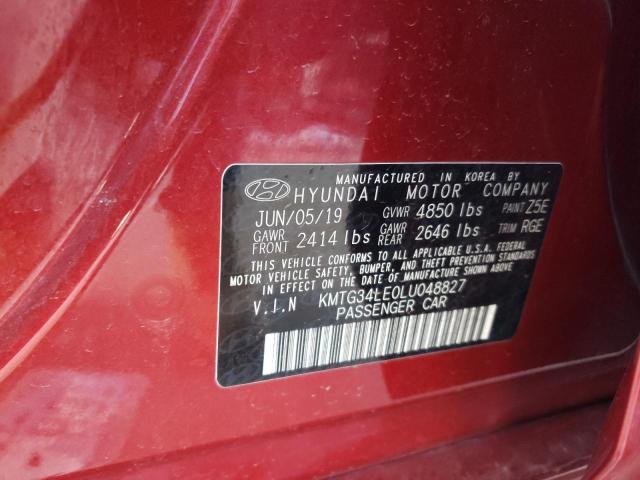 MANUFACTURED IN KOREA BY
HYUNDAI MOTOR COMPANY
JUN/05/19 GVWR 4850 lbs PAINT Z5E
GAWR FRONT 2414 lbs GAWR REAR 2646 lbs TRIM RGE
THIS VEHICLE CONFORMS TO ALL APPLICABLE U.S.A. FEDERAL
MOTOR VEHICLE SAFETY, BUMPER, AND THEFT PREVENTION STANDARDS
IN EFFECT ON THE DATE OF MANUFACTURE SHOWN ABOVE.
V.I.N KMTG34LE0LU048827
PASSENGER CAR